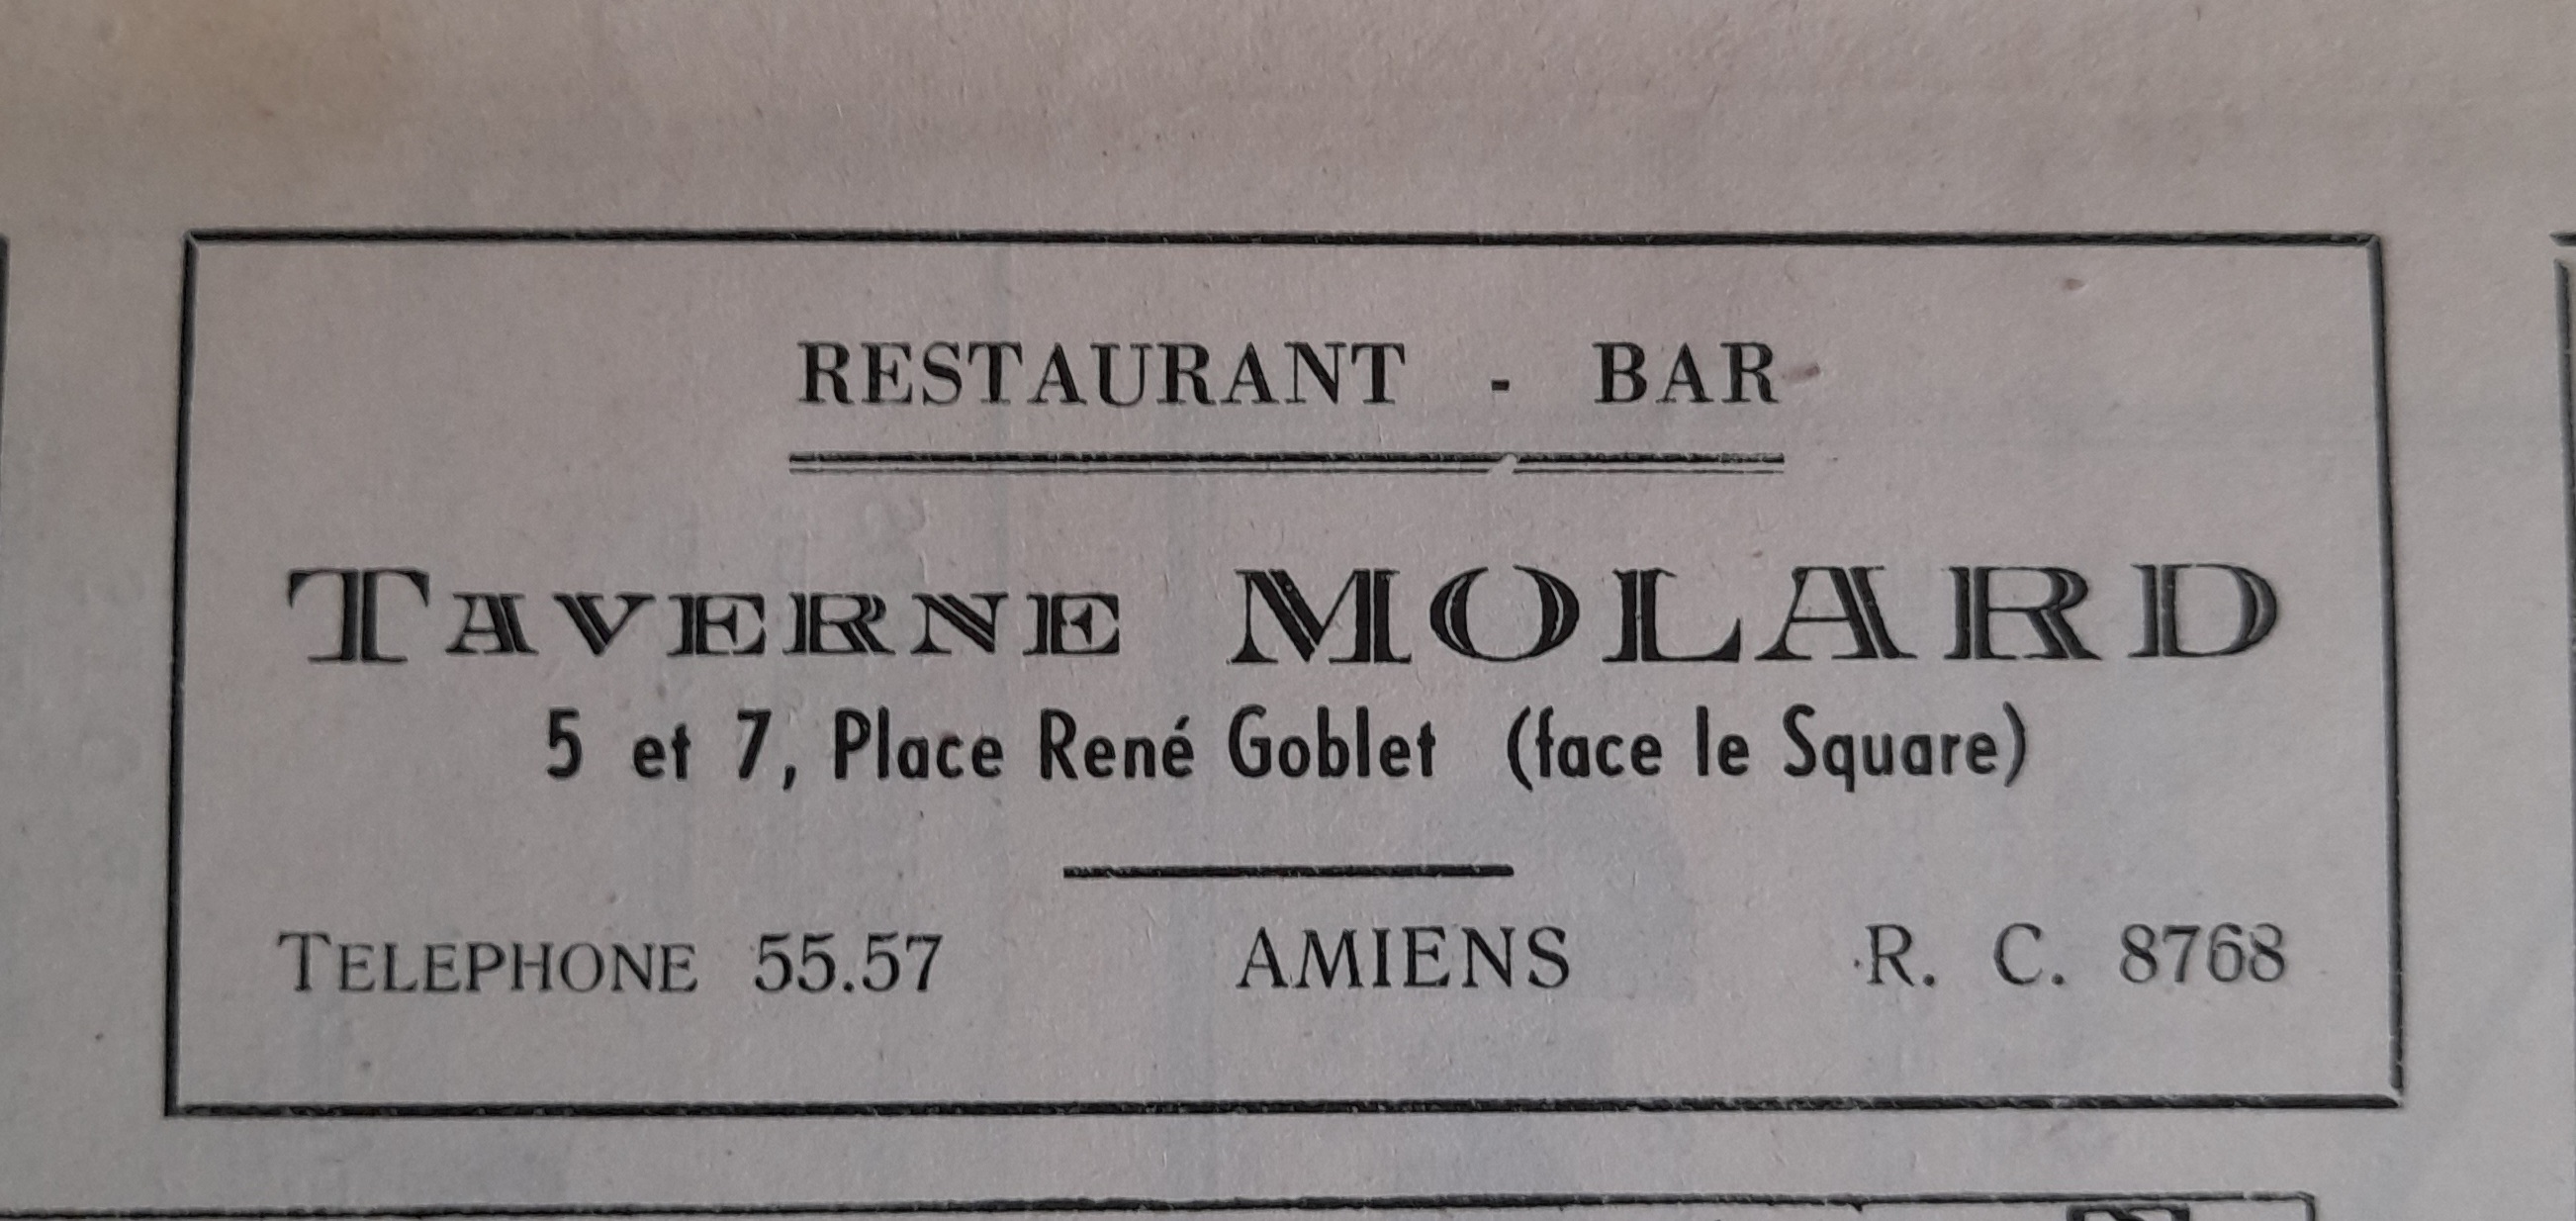 RESTAURANT - BAR
TAVERNE MOLARD
5 et 7, Place René Goblet (face le Square)
TELEPHONE 55.57 AMIENS R. C. 8768